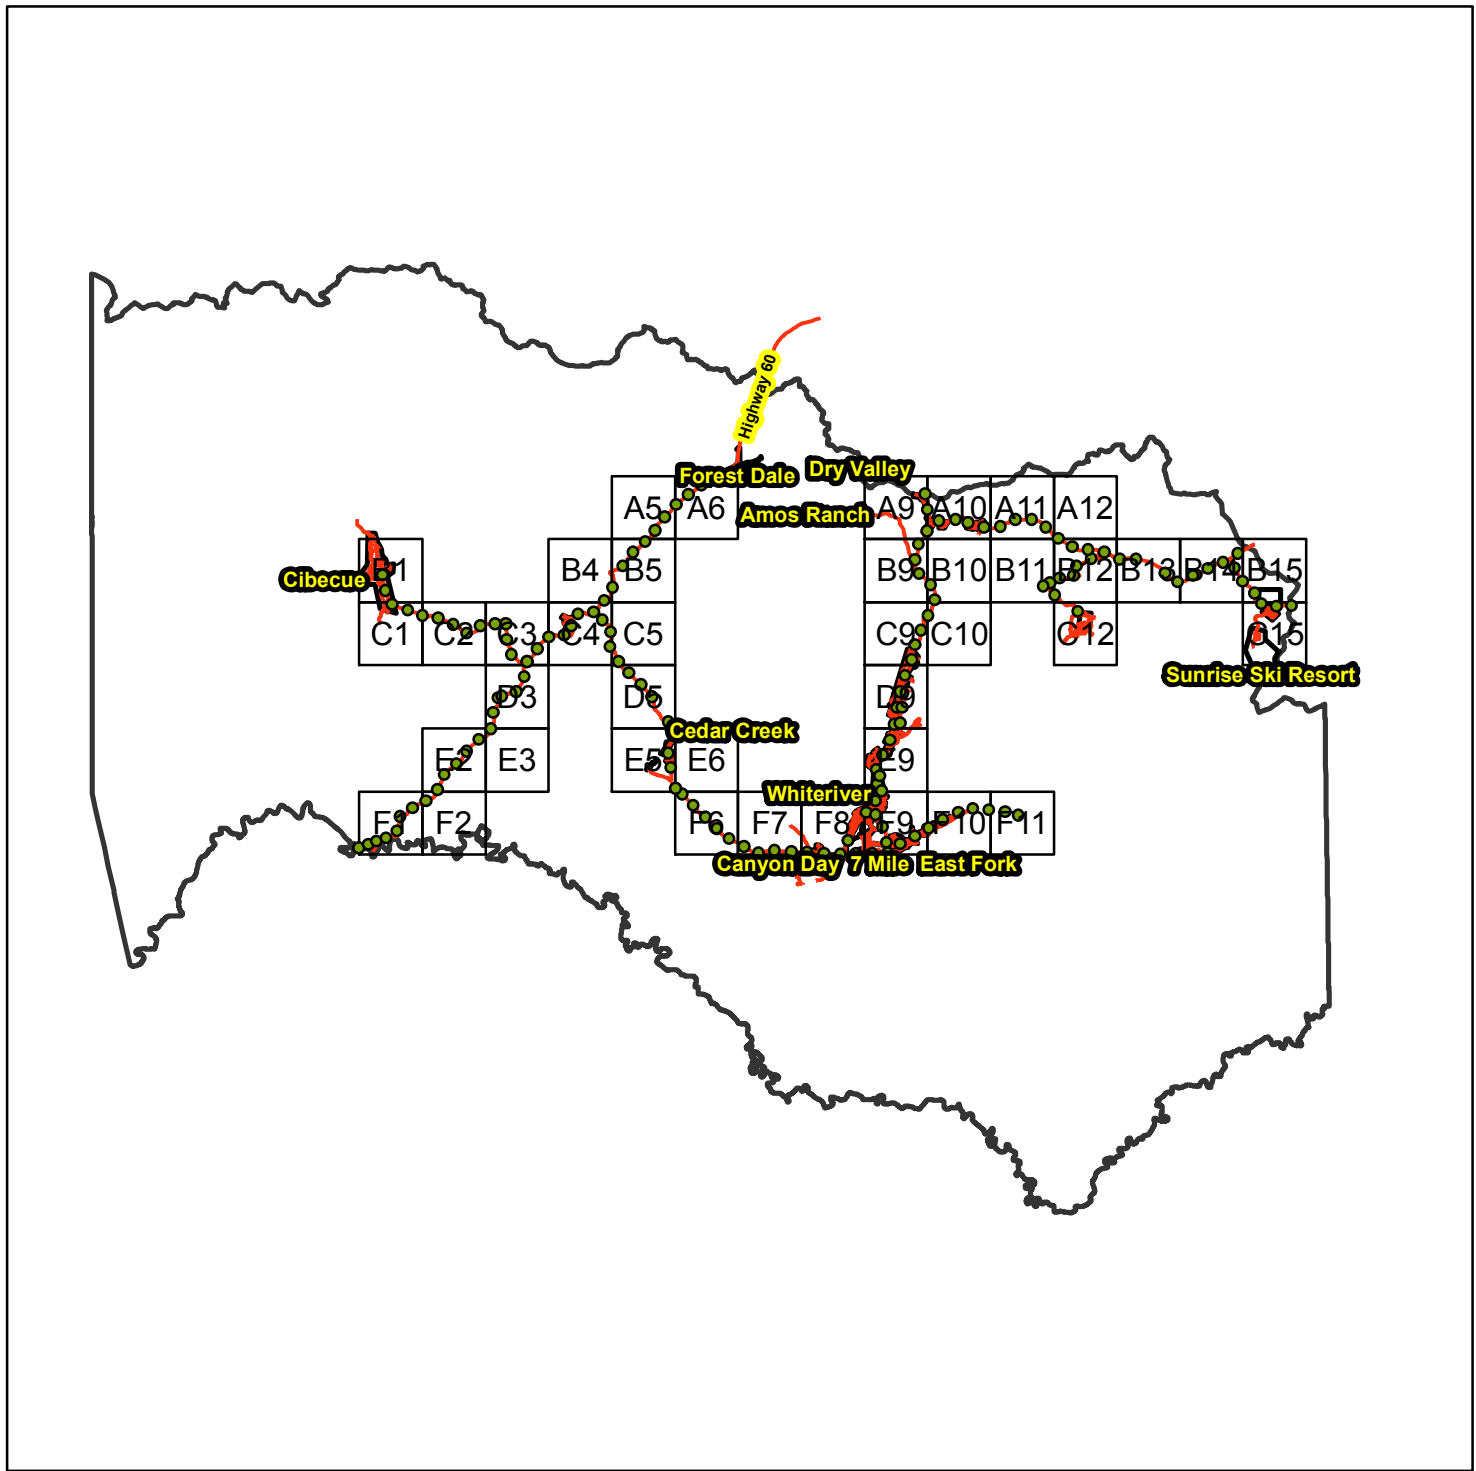 Highway 60
Forest Dale
Dry Valley
A5
A6
Amos Ranch
A9
A10
A11
A12
Cibecue
B1
B4
B5
B9
B10
B11
B12
B13
B14
B15
C1
C2
C3
C4
C5
C9
C10
C12
C15
Sunrise Ski Resort
D3
D5
D9
Cedar Creek
E2
E3
E5
E6
E9
Whiteriver
F1
F2
F6
F7
F8
F9
F10
F11
Canyon Day
7 Mile
East Fork